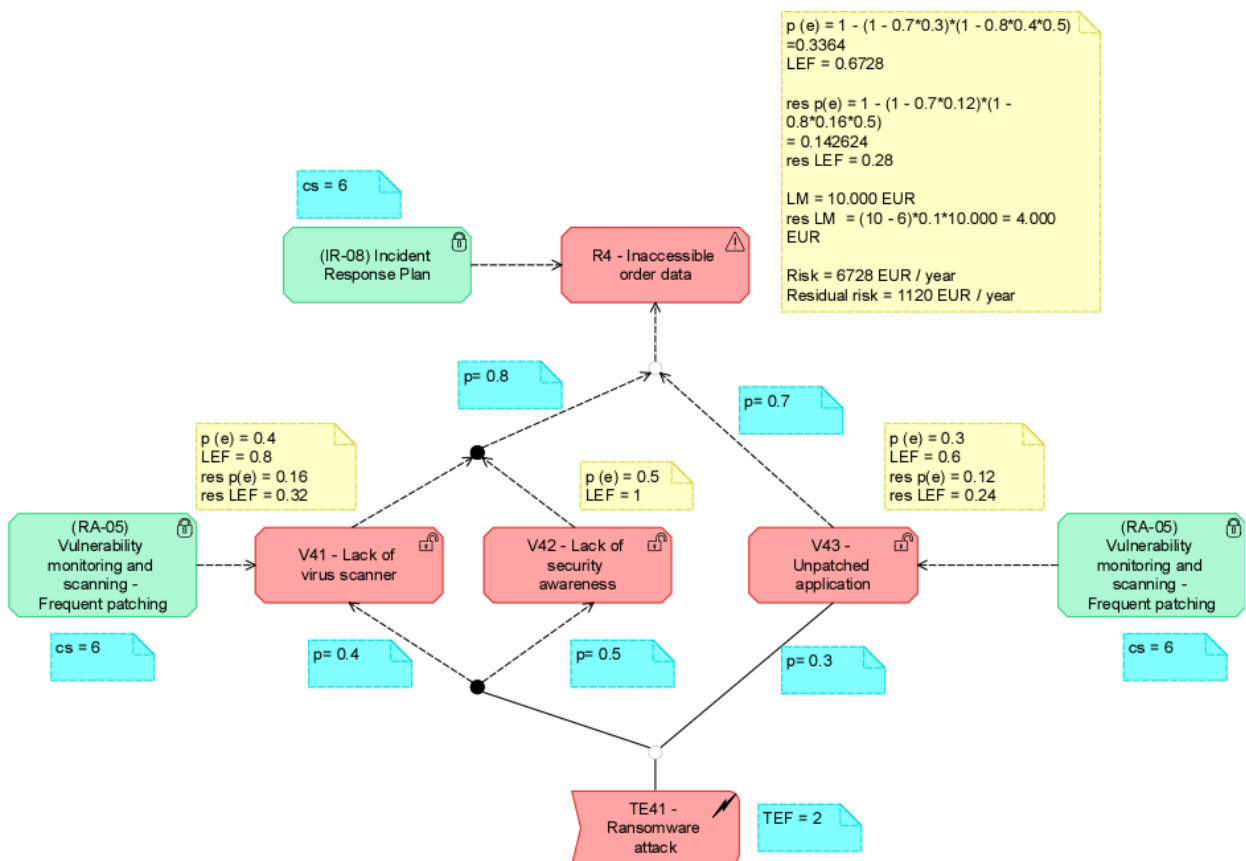 p (e) = 1 - (1 - 0.7*0.3)*(1 - 0.8*0.4*0.5)
=0.3364
LEF = 0.6728
res p(e) = 1 - (1 - 0.7*0.12)*(1 -
0.8*0.16*0.5)
= 0.142624
res LEF = 0.28
LM = 10.000 EUR
res LM  = (10 - 6)*0.1*10.000 = 4.000
EUR
Risk = 6728 EUR / year
Residual risk = 1120 EUR / year
cs = 6
(IR-08) Incident
Response Plan
R4 - Inaccessible
order data
p= 0.8
p= 0.7
p (e) = 0.4
LEF = 0.8
res p(e) = 0.16
res LEF = 0.32
p (e) = 0.5
LEF = 1
p (e) = 0.3
LEF = 0.6
res p(e) = 0.12
res LEF = 0.24
(RA-05)
Vulnerability
monitoring and
scanning -
Frequent patching
V41 - Lack of
virus scanner
V42 - Lack of
security
awareness
V43 -
Unpatched
application
(RA-05)
Vulnerability
monitoring and
scanning -
Frequent patching
cs = 6
p= 0.4
p= 0.5
p= 0.3
cs = 6
TE41 -
Ransomware
attack
TEF = 2